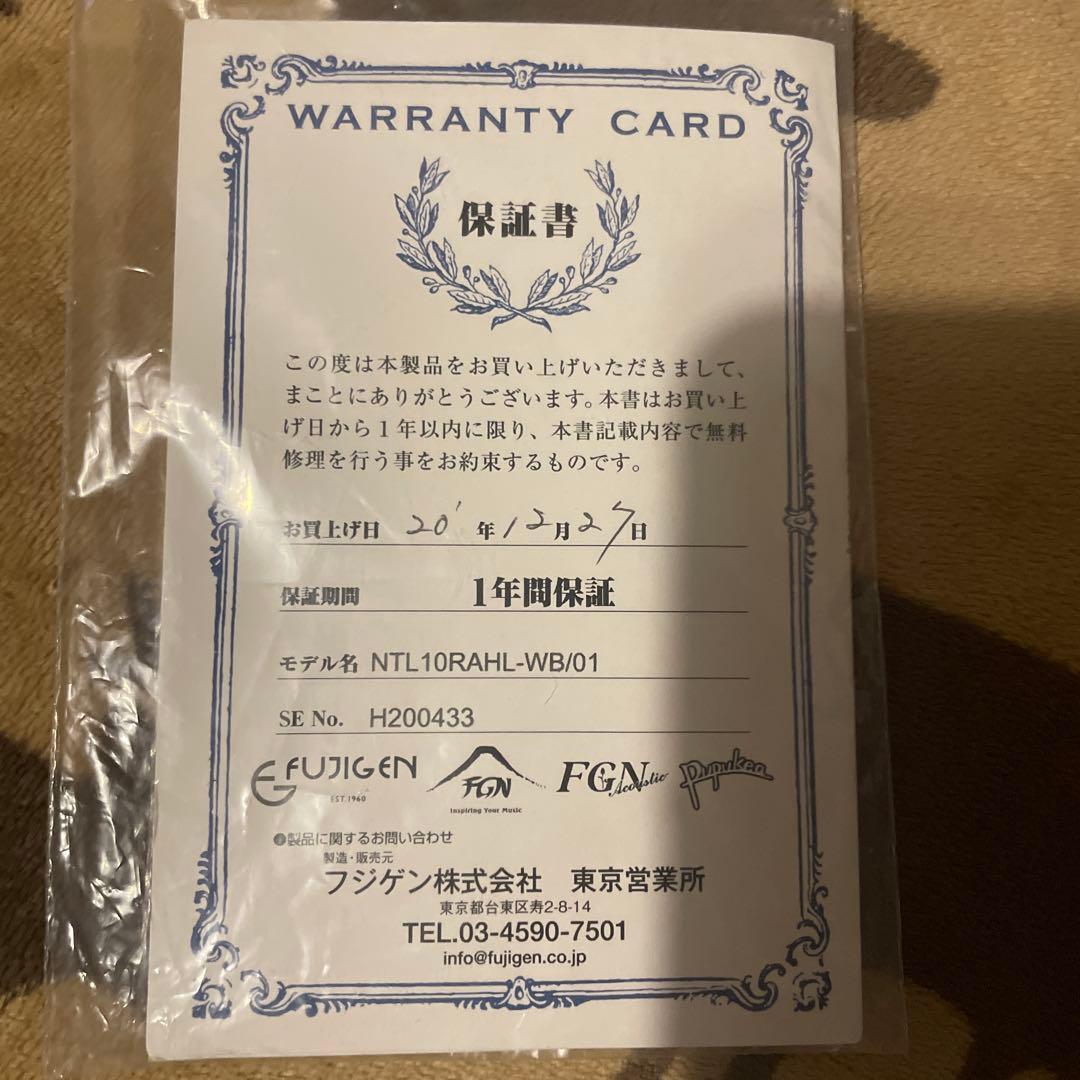 WARRANTY CARD
保証書
この度は本製品をお買い上げいただきまして、
まことにありがとうございます。本書はお買い上
げ日から1年以内に限り、本書記載内容で無料
修理を行う事をお約束するものです。
お買上げ日 20' 年 12月 27日
保証期間 1年間保証
モデル名 NTL10RAHL-WB/01
SE No. H200433
FUJIGEN
EST.1960
FGN
Inspiring Your Music
FGN Acoustic
Pupukea
●製品に関するお問い合わせ
製造・販売元
フジゲン株式会社 東京営業所
東京都台東区寿2-8-14
TEL.03-4590-7501
info@fujigen.co.jp